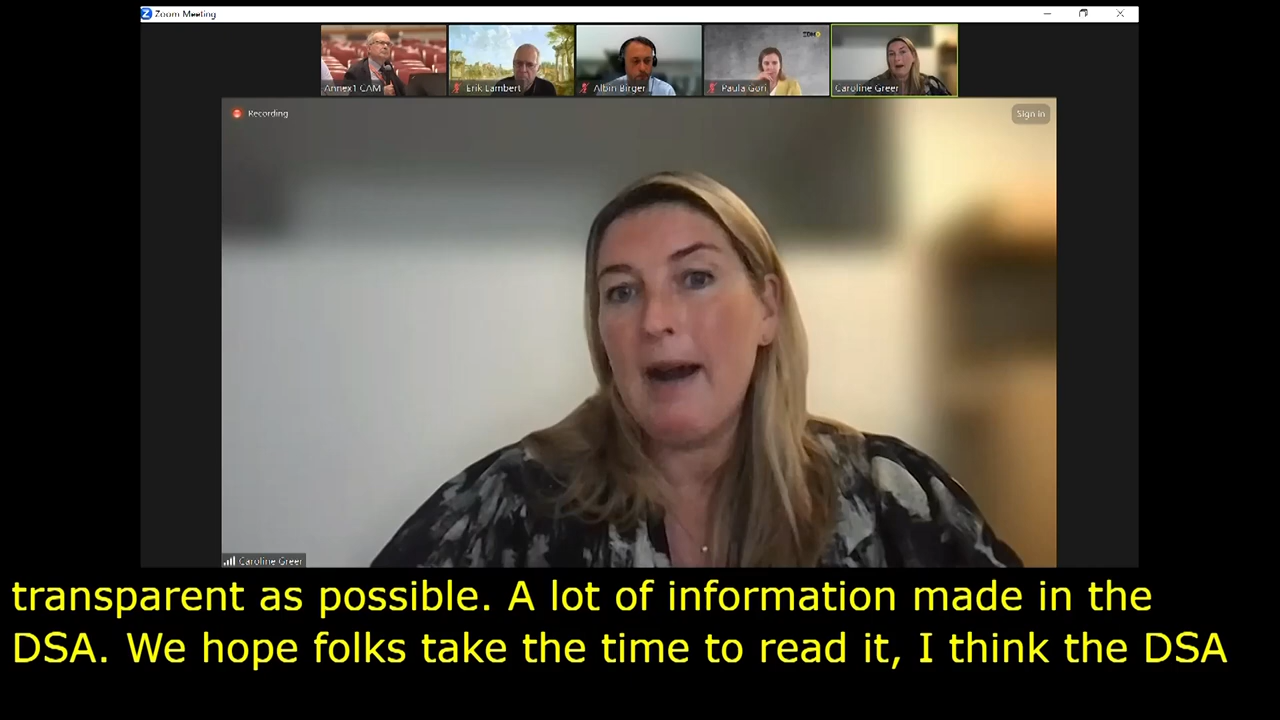 Zoom Meeting
Annex1 CAM
Erik Lambert
Albin Birger
Paula Gori
Caroline Greer
Recording
Sign in
Caroline Greer
transparent as possible. A lot of information made in the
DSA. We hope folks take the time to read it, I think the DSA